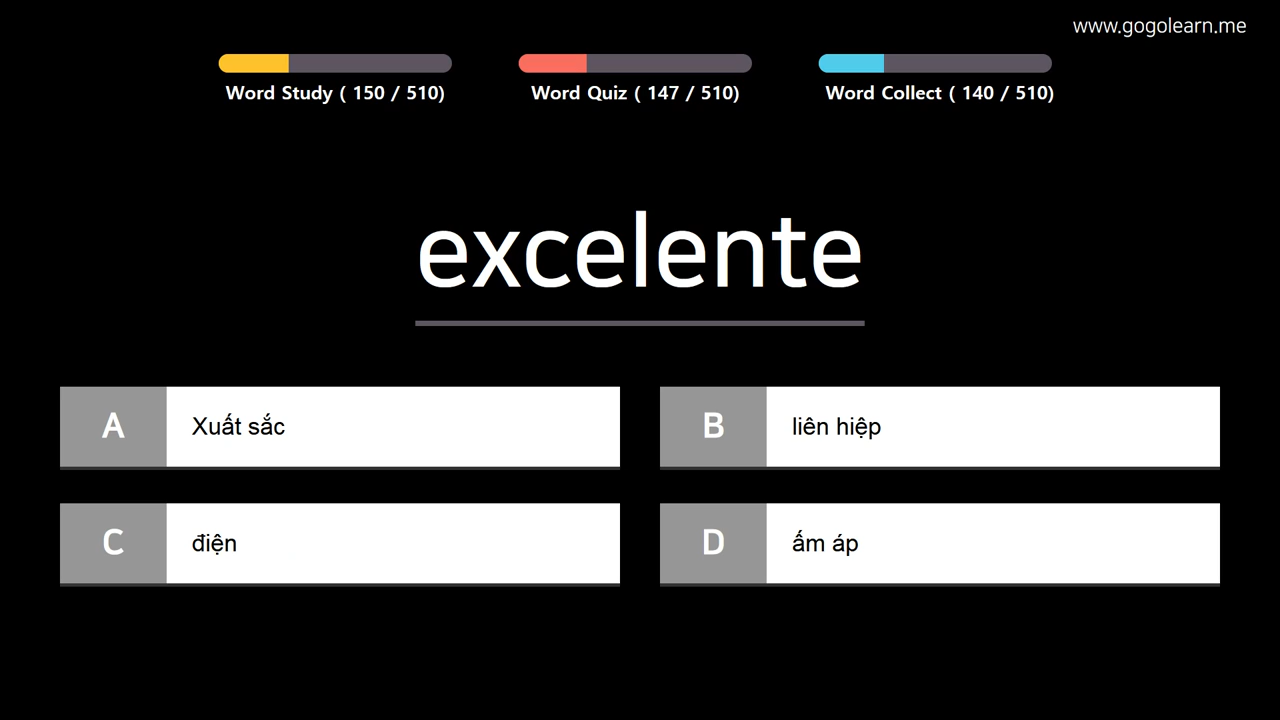 www.gogolearn.me
Word Study ( 150 / 510)
Word Quiz ( 147 / 510)
Word Collect ( 140 / 510)
excelente
A Xuất sắc
B liên hiệp
C điện
D ấm áp